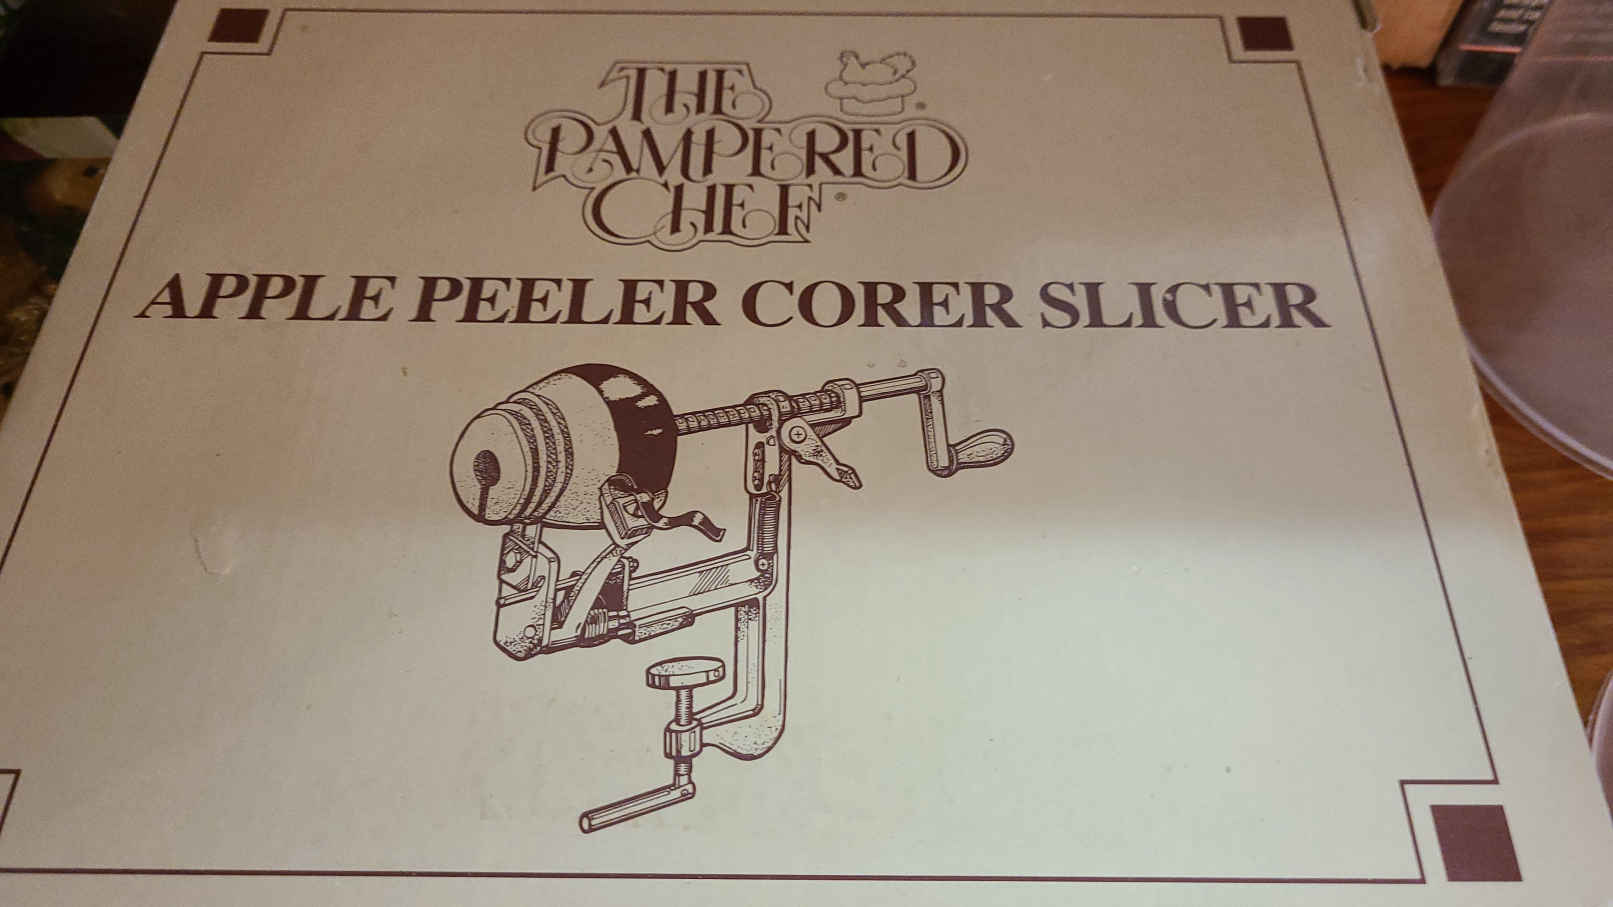 THE
PAMPERED
CHEF®
APPLE PEELER CORER SLICER